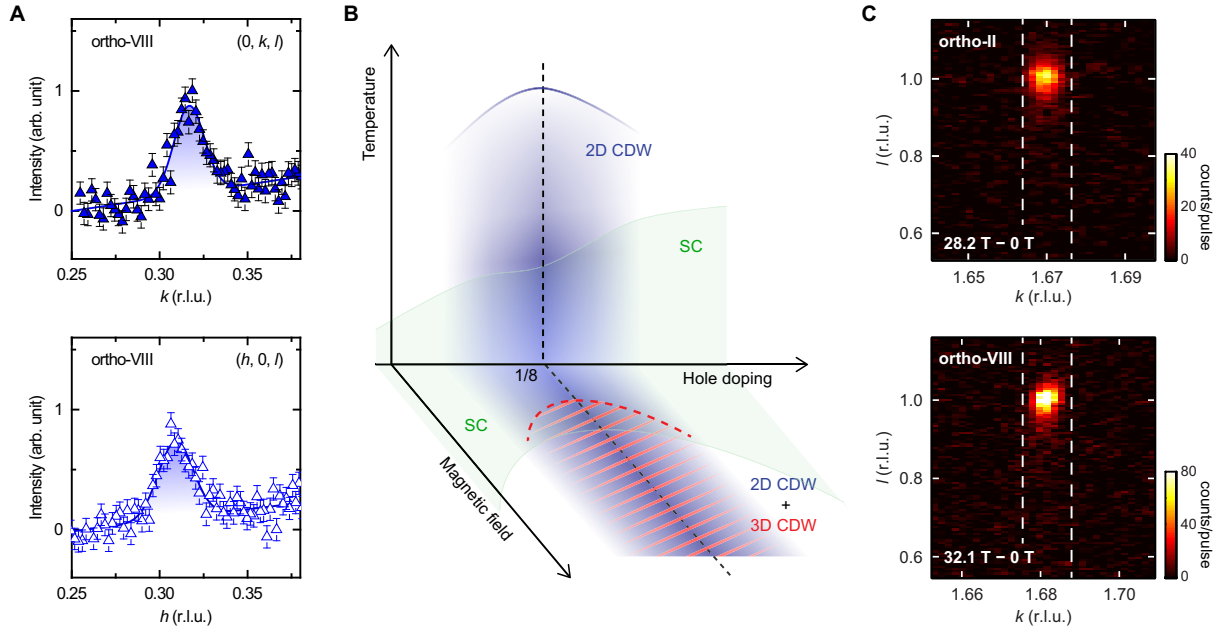 A
ortho-VIII
(0, k, l)
Intensity (arb. unit)
1
0
0.25
0.30
0.35
k (r.l.u.)
ortho-VIII
(h, 0, l)
Intensity (arb. unit)
1
0
0.25
0.30
0.35
h (r.l.u.)
B
Temperature
2D CDW
SC
1/8
Hole doping
SC
Magnetic field
2D CDW
+
3D CDW
C
ortho-II
28.2 T − 0 T
l (r.l.u.)
1.0
0.8
0.6
1.65
1.67
1.69
k (r.l.u.)
40
20
0
counts/pulse
ortho-VIII
32.1 T − 0 T
l (r.l.u.)
1.0
0.8
0.6
1.66
1.68
1.70
k (r.l.u.)
80
40
0
counts/pulse